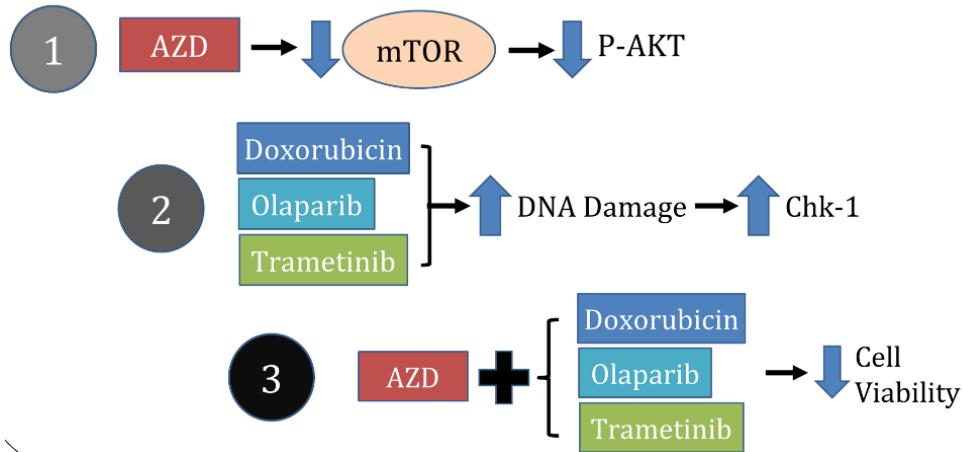 1
AZD
mTOR
P-AKT
2
Doxorubicin
Olaparib
Trametinib
DNA Damage
Chk-1
3
AZD
Doxorubicin
Olaparib
Trametinib
Cell
Viability